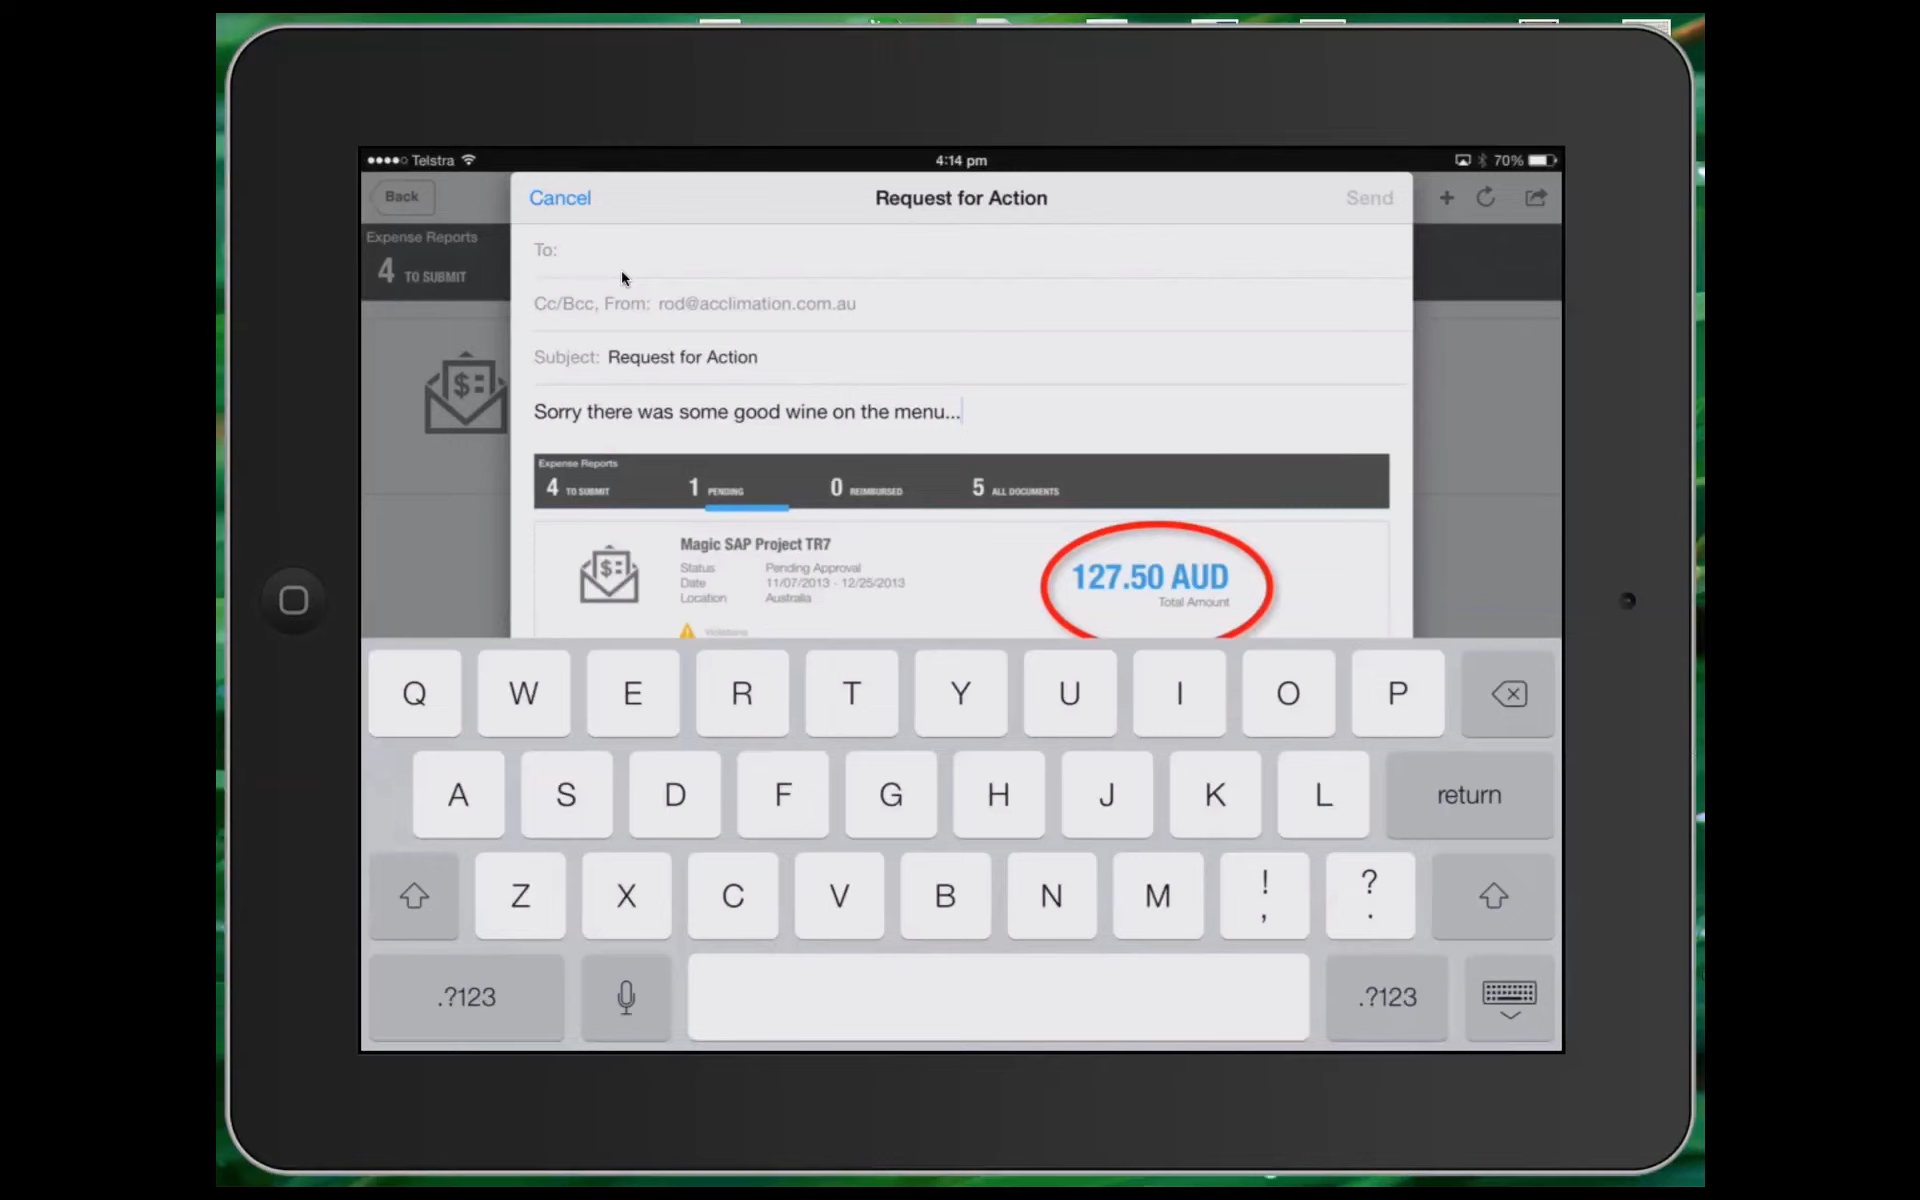 Telstra 4:14 pm 70%
Back Cancel Request for Action Send +
Expense Reports
4 TO SUBMIT
To:
Cc/Bcc, From: rod@acclimation.com.au
Subject: Request for Action
Sorry there was some good wine on the menu...
Expense Reports
4 TO SUBMIT 1 PENDING 0 REIMBURSED 5 ALL DOCUMENTS
Magic SAP Project TR7
Status Pending Approval
Date 11/07/2013 - 12/25/2013
Location Australia
127.50 AUD
Total Amount
Violations
Q W E R T Y U I O P
A S D F G H J K L return
Z X C V B N M ! , ? .
.?123 .?123